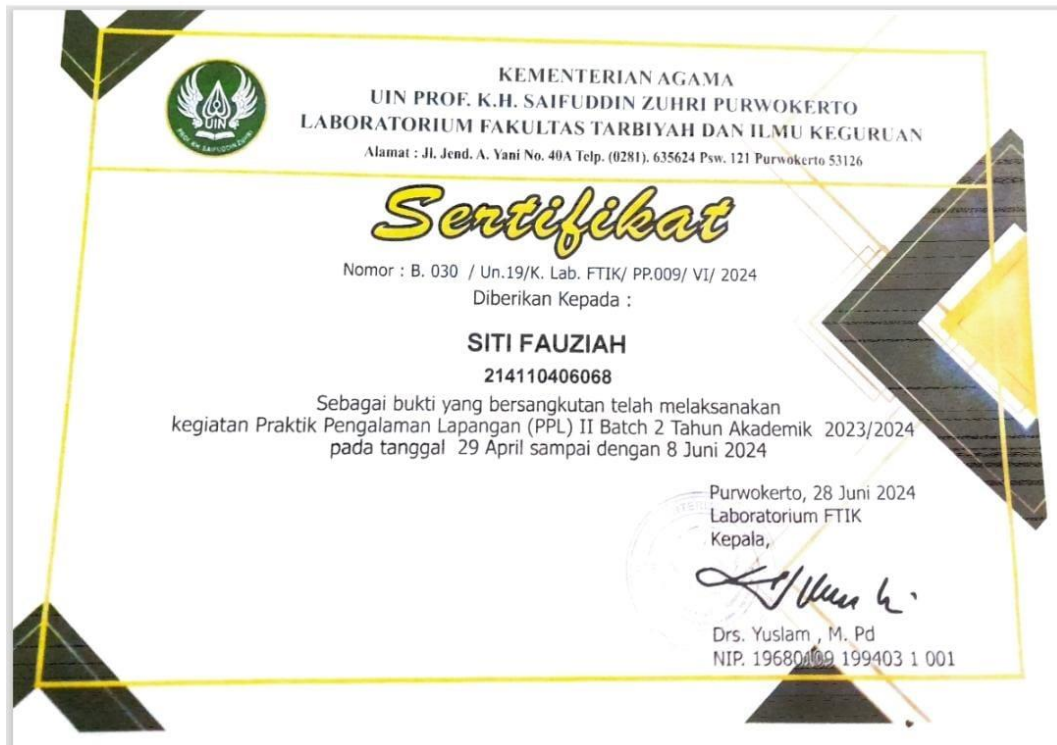 KEMENTERIAN AGAMA
UIN PROF. K.H. SAIFUDDIN ZUHRI PURWOKERTO
LABORATORIUM FAKULTAS TARBIYAH DAN ILMU KEGURUAN
Alamat : Jl. Jend. A. Yani No. 40A Telp. (0281). 635624 Psw. 121 Purwokerto 53126
UIN
PROF. K.H. SAIFUDDIN ZUHRI
Sertifikat
Nomor : B. 030 / Un.19/K. Lab. FTIK/ PP.009/ VI/ 2024
Diberikan Kepada :
SITI FAUZIAH
214110406068
Sebagai bukti yang bersangkutan telah melaksanakan
kegiatan Praktik Pengalaman Lapangan (PPL) II Batch 2 Tahun Akademik 2023/2024
pada tanggal 29 April sampai dengan 8 Juni 2024
Purwokerto, 28 Juni 2024
Laboratorium FTIK
Kepala,
Drs. Yuslam , M. Pd
NIP. 19680109 199403 1 001